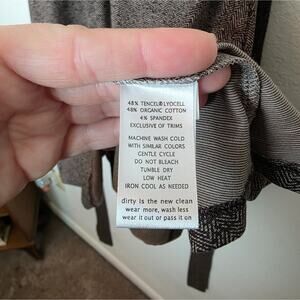 48% TENCEL®LYOCELL
48% ORGANIC COTTON
4% SPANDEX
EXCLUSIVE OF TRIMS
MACHINE WASH COLD
WITH SIMILAR COLORS
GENTLE CYCLE
DO NOT BLEACH
TUMBLE DRY
LOW HEAT
IRON COOL AS NEEDED
dirty is the new clean
wear more, wash less
wear it out or pass it on